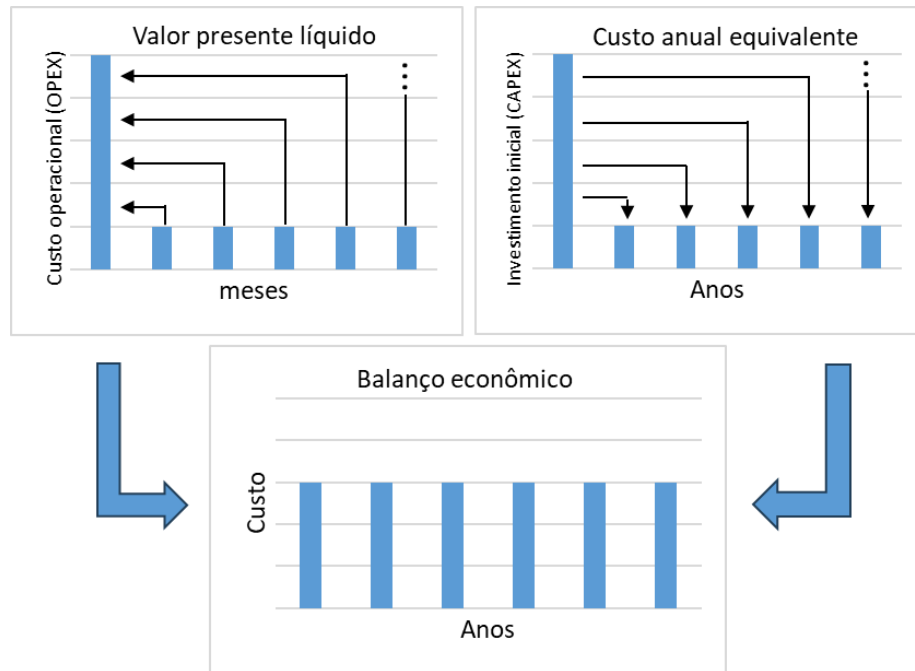 Valor presente líquido
Custo operacional (OPEX)
meses
Custo anual equivalente
Investimento inicial (CAPEX)
Anos
Balanço econômico
Custo
Anos